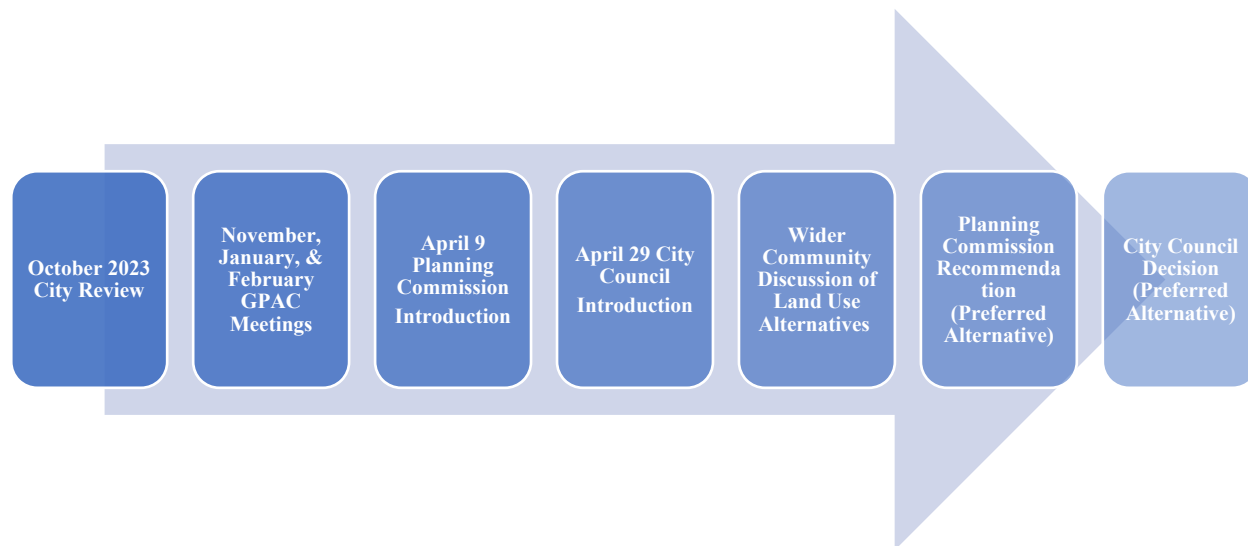 October 2023
City Review
November,
January, &
February
GPAC
Meetings
April 9
Planning
Commission
Introduction
April 29 City
Council
Introduction
Wider
Community
Discussion of
Land Use
Alternatives
Planning
Commission
Recommenda
tion
(Preferred
Alternative)
City Council
Decision
(Preferred
Alternative)